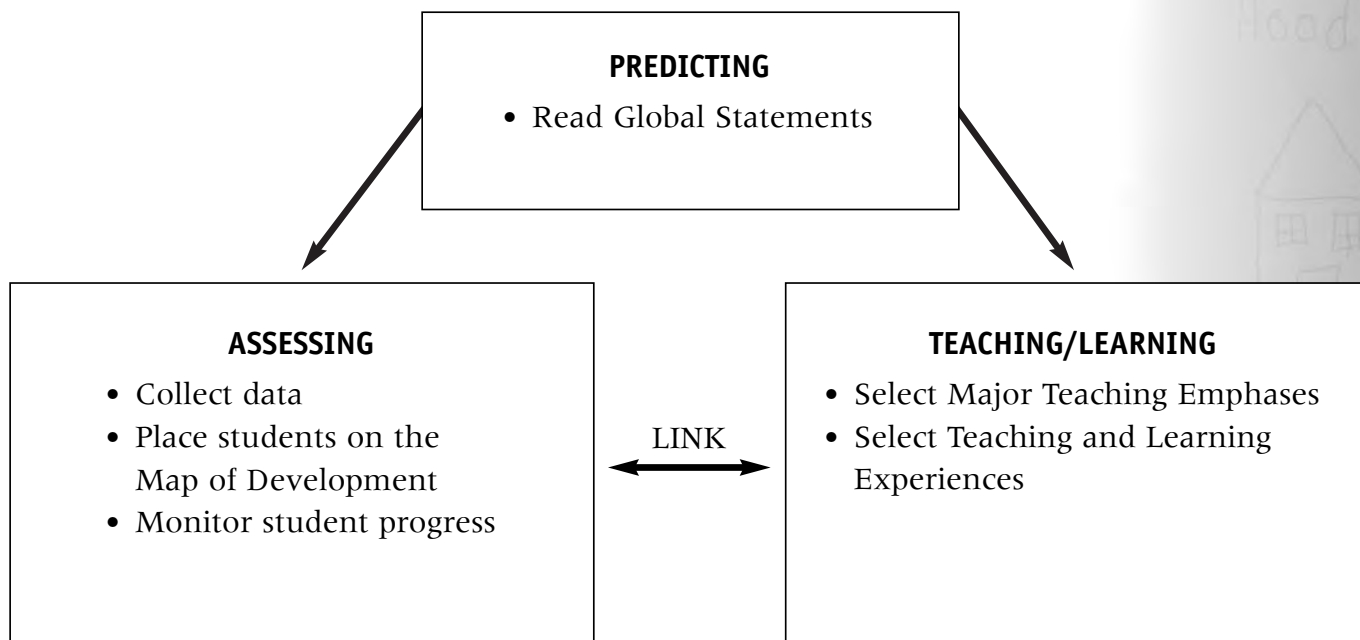 Hood
PREDICTING
• Read Global Statements
ASSESSING
• Collect data
• Place students on the
Map of Development
• Monitor student progress
LINK
TEACHING/LEARNING
• Select Major Teaching Emphases
• Select Teaching and Learning
Experiences